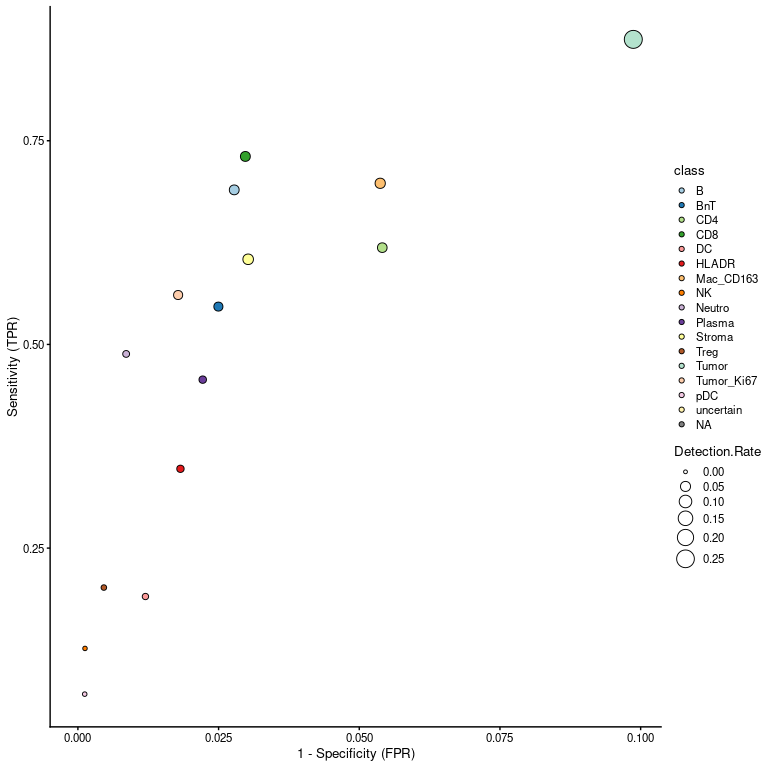 0.75
0.50
0.25
Sensitivity (TPR)
0.000
0.025
0.050
0.075
0.100
1 - Specificity (FPR)
class
B
BnT
CD4
CD8
DC
HLADR
Mac_CD163
NK
Neutro
Plasma
Stroma
Treg
Tumor
Tumor_Ki67
pDC
uncertain
NA
Detection.Rate
0.00
0.05
0.10
0.15
0.20
0.25